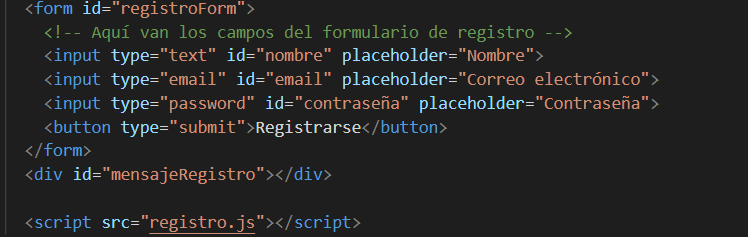 <form id="registroForm">
<!-- Aquí van los campos del formulario de registro -->
<input type="text" id="nombre" placeholder="Nombre">
<input type="email" id="email" placeholder="Correo electrónico">
<input type="password" id="contraseña" placeholder="Contraseña">
<button type="submit">Registrarse</button>
</form>
<div id="mensajeRegistro"></div>
<script src="registro.js"></script>